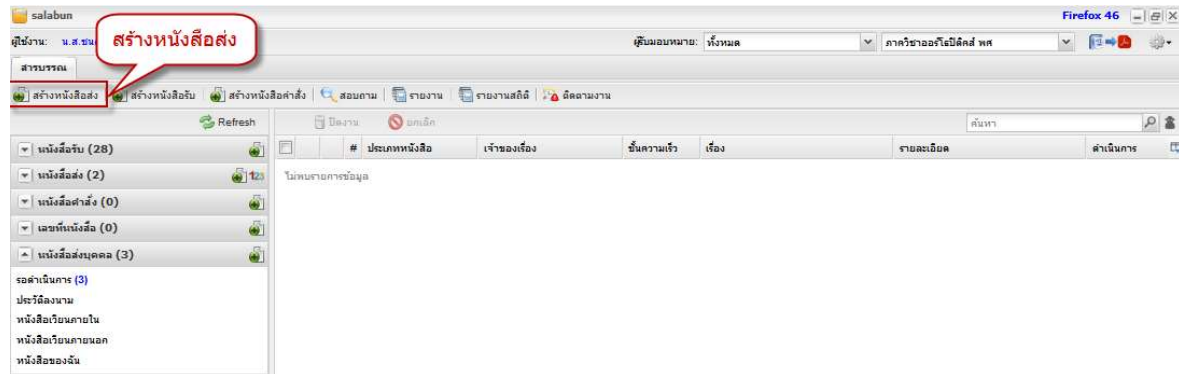 salabun Firefox 46
ผู้ใช้งาน: น.ส.ชน ผู้รับมอบหมาย: ทั้งหมด ภาควิชาออร์โธปิดิคส์ พศ
สร้างหนังสือส่ง
สารบรรณ
สร้างหนังสือส่ง สร้างหนังสือรับ สร้างหนังสือคำสั่ง สอบถาม รายงาน รายงานสถิติ ติดตามงาน
Refresh ปิดงาน ยกเลิก ค้นหา
# ประเภทหนังสือ เจ้าของเรื่อง ชั้นความเร็ว เรื่อง รายละเอียด ดำเนินการ
หนังสือรับ (28)
ไม่พบรายการข้อมูล
หนังสือส่ง (2) 123
หนังสือคำสั่ง (0)
เลขที่หนังสือ (0)
หนังสือส่งบุคคล (3)
รอดำเนินการ (3)
ประวัติลงนาม
หนังสือเวียนภายใน
หนังสือเวียนภายนอก
หนังสือของฉัน